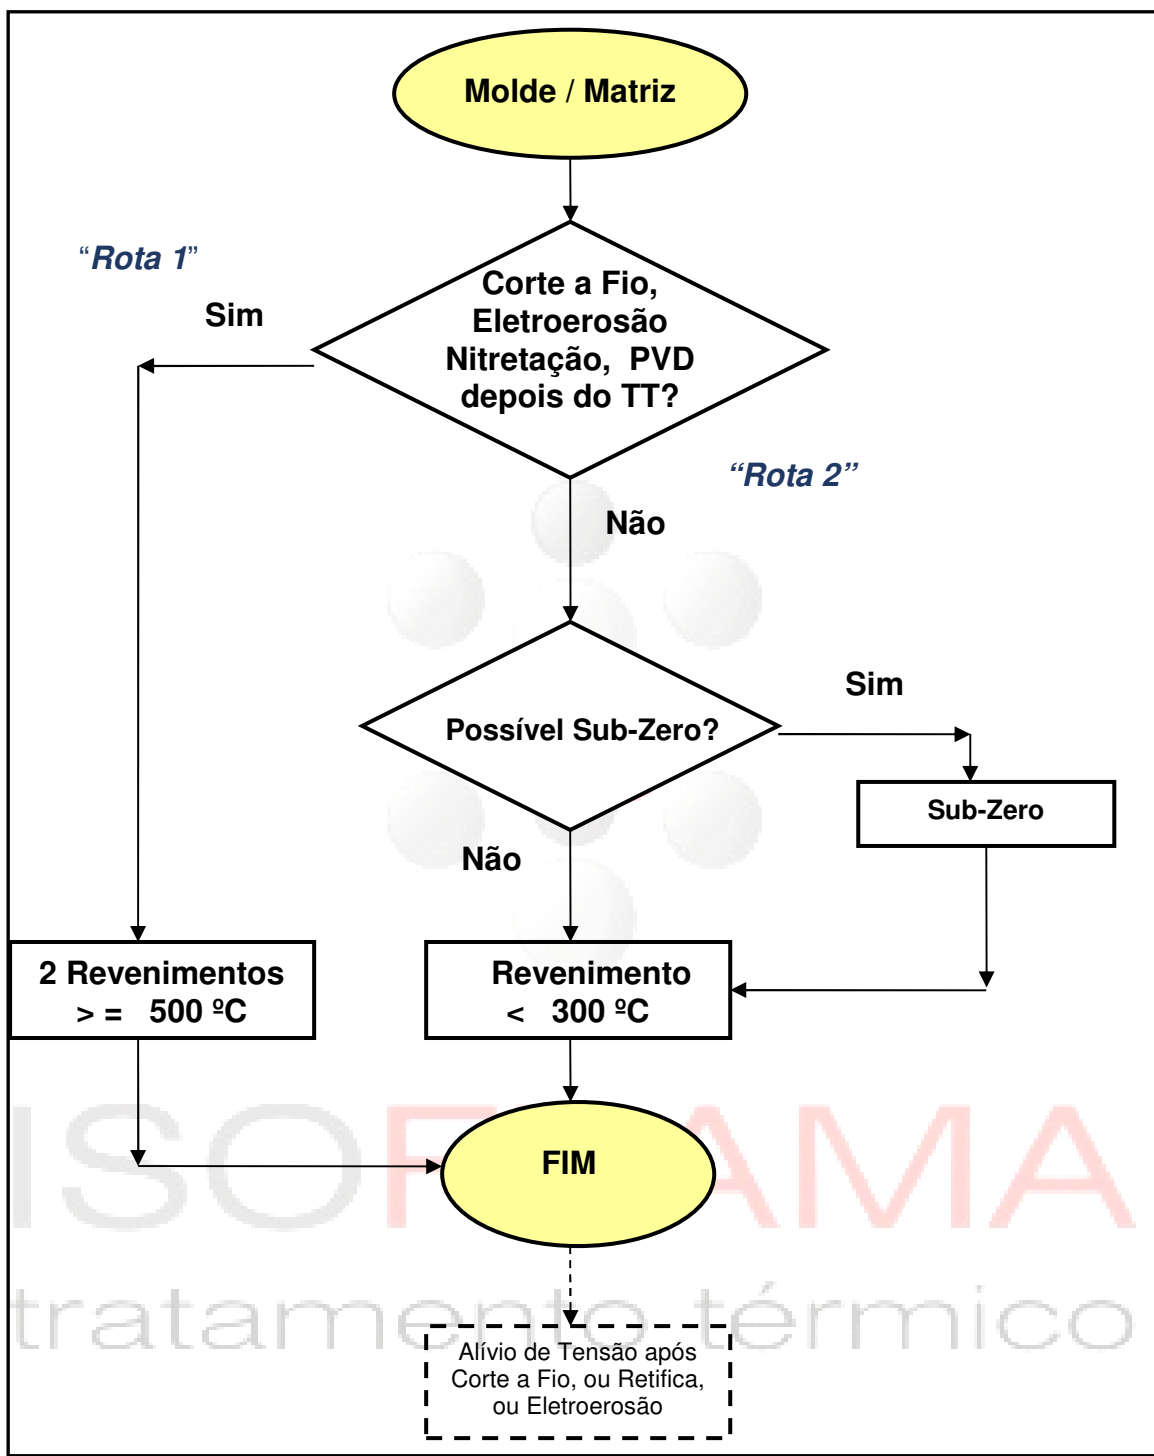 Molde / Matriz
“Rota 1”
Sim
Corte a Fio,
Eletroerosão
Nitretação, PVD
depois do TT?
“Rota 2”
Não
Sim
Possível Sub-Zero?
Sub-Zero
Não
2 Revenimentos
> = 500 ºC
Revenimento
< 300 ºC
FIM
ISOFLAMA
tratamento térmico
Alívio de Tensão após
Corte a Fio, ou Retifica,
ou Eletroerosão